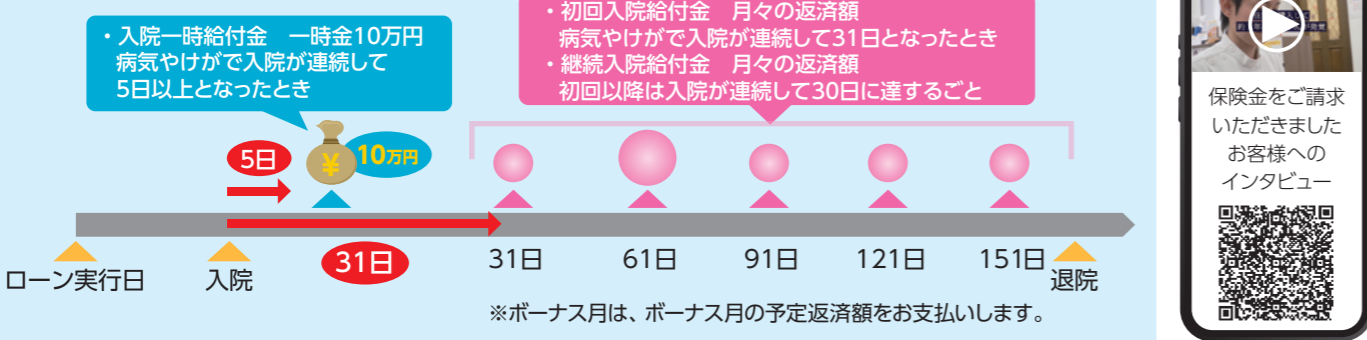 ・入院一時給付金　一時金10万円
病気やけがで入院が連続して
5日以上となったとき
・初回入院給付金　月々の返済額
病気やけがで入院が連続して31日となったとき
・継続入院給付金　月々の返済額
初回以降は入院が連続して30日に達するごと
5日
¥
10万円
31日
31日
61日
91日
121日
151日
ローン実行日
入院
退院
※ボーナス月は、ボーナス月の予定返済額をお支払いします。
保険金をご請求
いただきました
お客様への
インタビュー